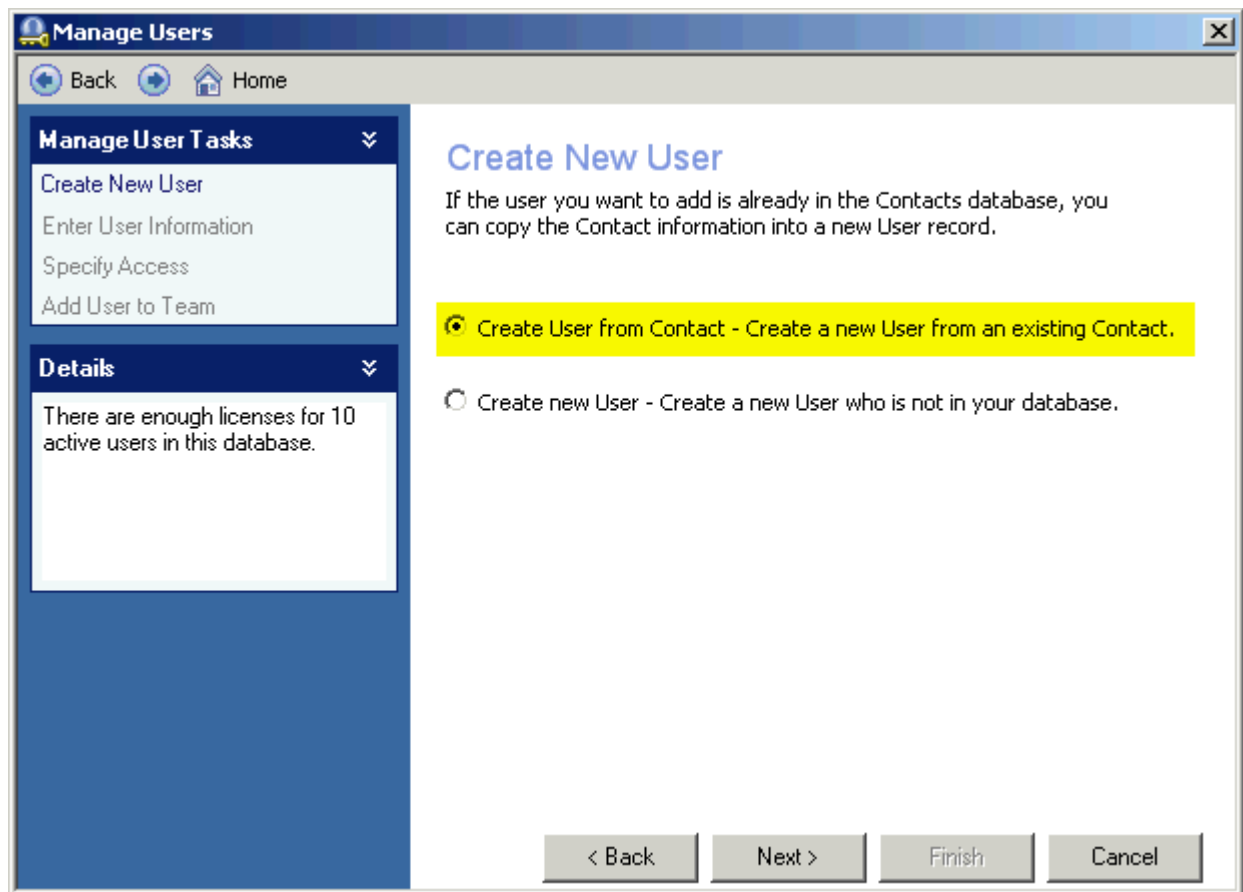 Manage Users
Back Home
Manage User Tasks
Create New User
Enter User Information
Specify Access
Add User to Team
Details
There are enough licenses for 10
active users in this database.
Create New User
If the user you want to add is already in the Contacts database, you
can copy the Contact information into a new User record.
Create User from Contact - Create a new User from an existing Contact.
Create new User - Create a new User who is not in your database.
< Back Next > Finish Cancel